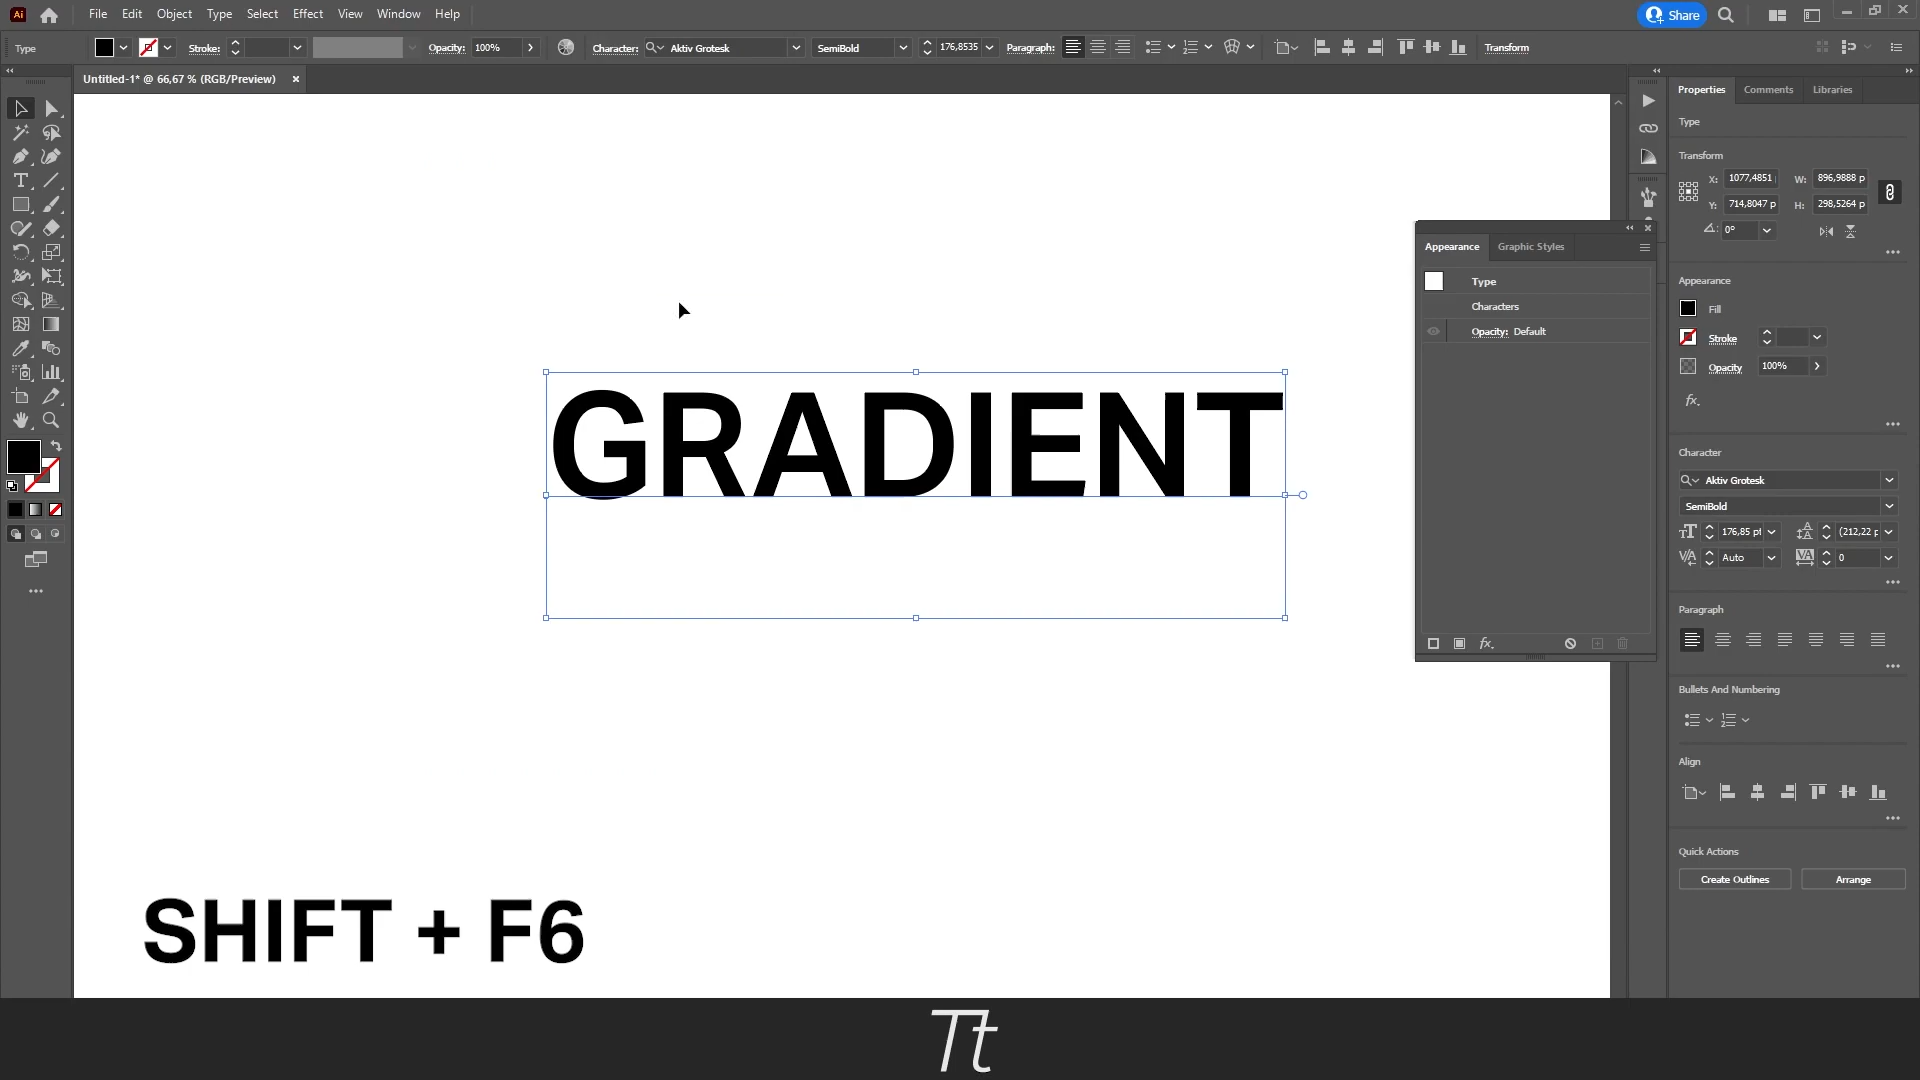 Ai File Edit Object Type Select Effect View Window Help Share
Type Stroke: Opacity: 100% Character: Aktiv Grotesk SemiBold 176,8535 Paragraph: Transform
Untitled-1* @ 66,67 % (RGB/Preview) ×
Properties Comments Libraries
Type
Transform
X: 1077,4851 W: 896,9888 p
Y: 714,8047 p H: 298,5264 p
0°
Appearance Graphic Styles
Type
Characters
Opacity: Default
fx.
Appearance
Fill
Stroke
Opacity 100%
fx.
Character
Aktiv Grotesk
SemiBold
176,85 pt (212,22 p
Auto 0
Paragraph
Bullets And Numbering
Align
Quick Actions
Create Outlines Arrange
GRADIENT
SHIFT + F6
Tt